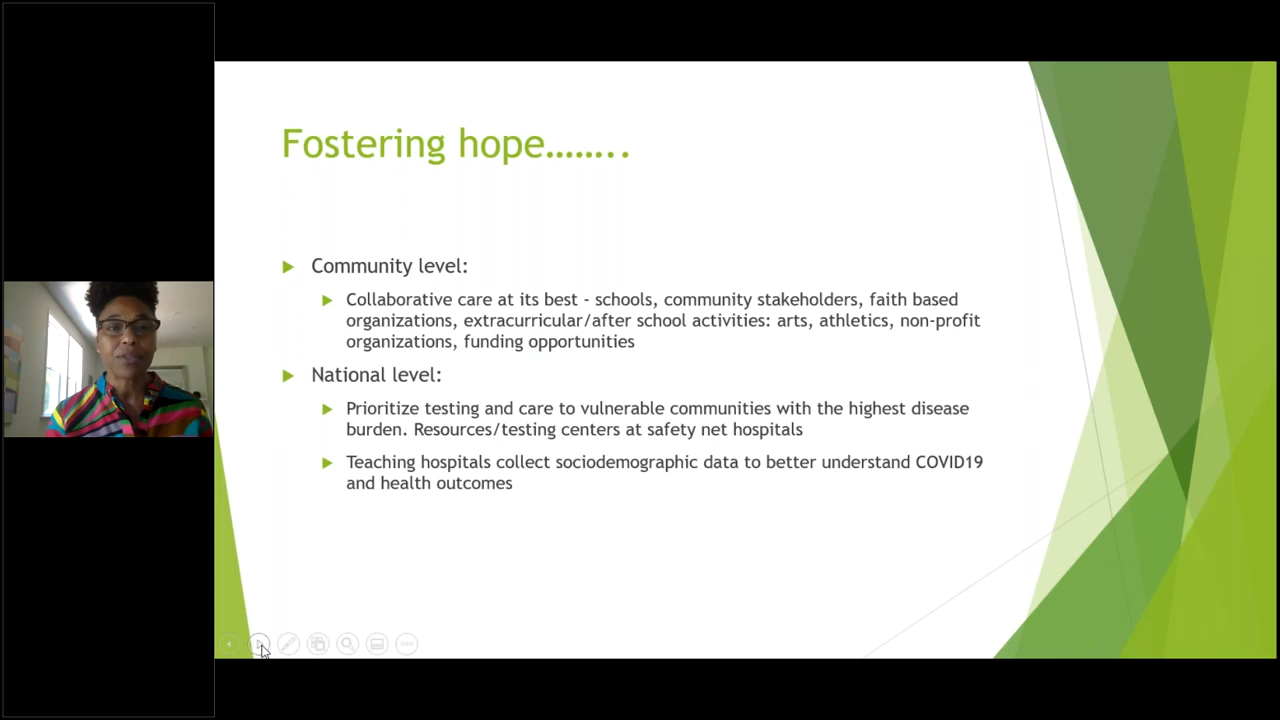 Fostering hope……..
Community level:
Collaborative care at its best - schools, community stakeholders, faith based
organizations, extracurricular/after school activities: arts, athletics, non-profit
organizations, funding opportunities
National level:
Prioritize testing and care to vulnerable communities with the highest disease
burden. Resources/testing centers at safety net hospitals
Teaching hospitals collect sociodemographic data to better understand COVID19
and health outcomes